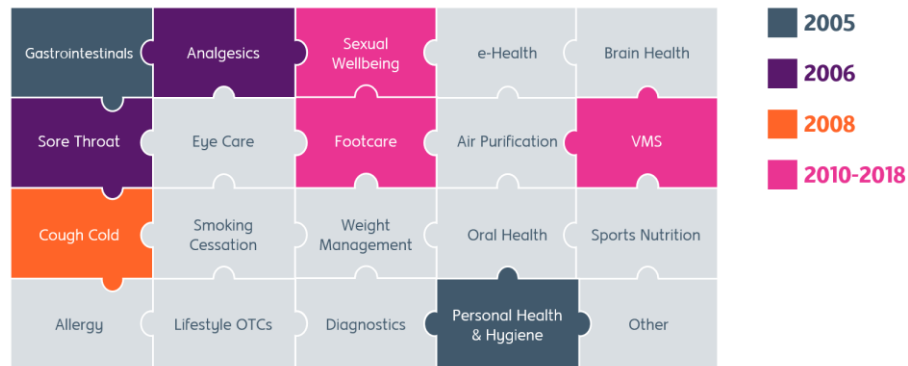 Gastrointestinals
Analgesics
Sexual
Wellbeing
e-Health
Brain Health
Sore Throat
Eye Care
Footcare
Air Purification
VMS
Cough Cold
Smoking
Cessation
Weight
Management
Oral Health
Sports Nutrition
Allergy
Lifestyle OTCs
Diagnostics
Personal Health
& Hygiene
Other
2005
2006
2008
2010-2018